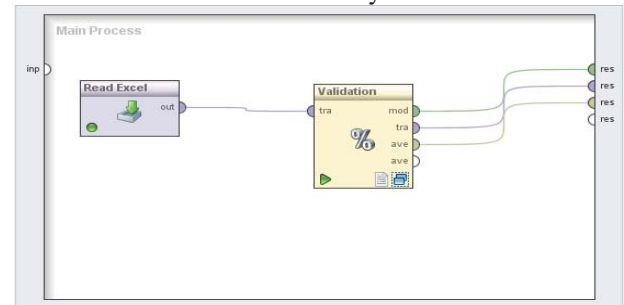 Main Process
inp
res
res
res
res
Read Excel
out
Validation
tra
mod
tra
ave
ave
%